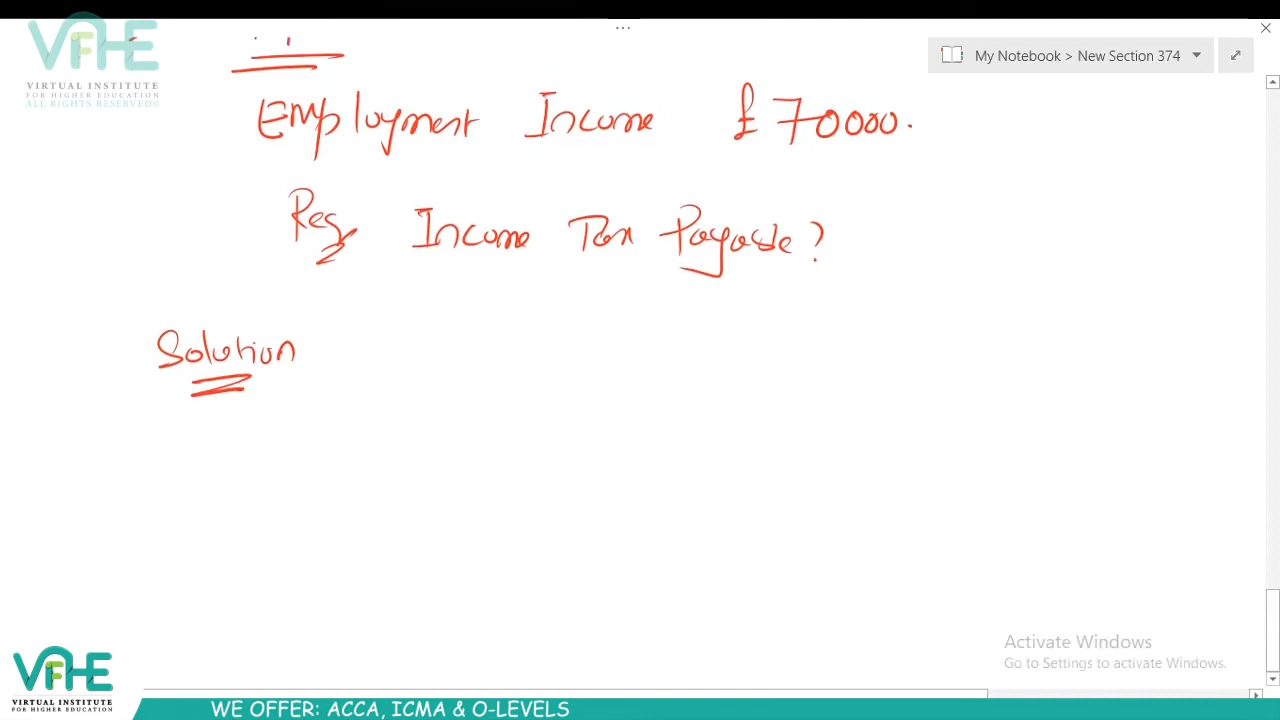 VFHE
VIRTUAL INSTITUTE
FOR HIGHER EDUCATION
ALL RIGHTS RESERVED©
My Notebook > New Section 374
Employment Income £70000.
Req Income Tax Payable?
Solution
Activate Windows
Go to Settings to activate Windows.
VFHE
VIRTUAL INSTITUTE
FOR HIGHER EDUCATION
WE OFFER: ACCA, ICMA & O-LEVELS